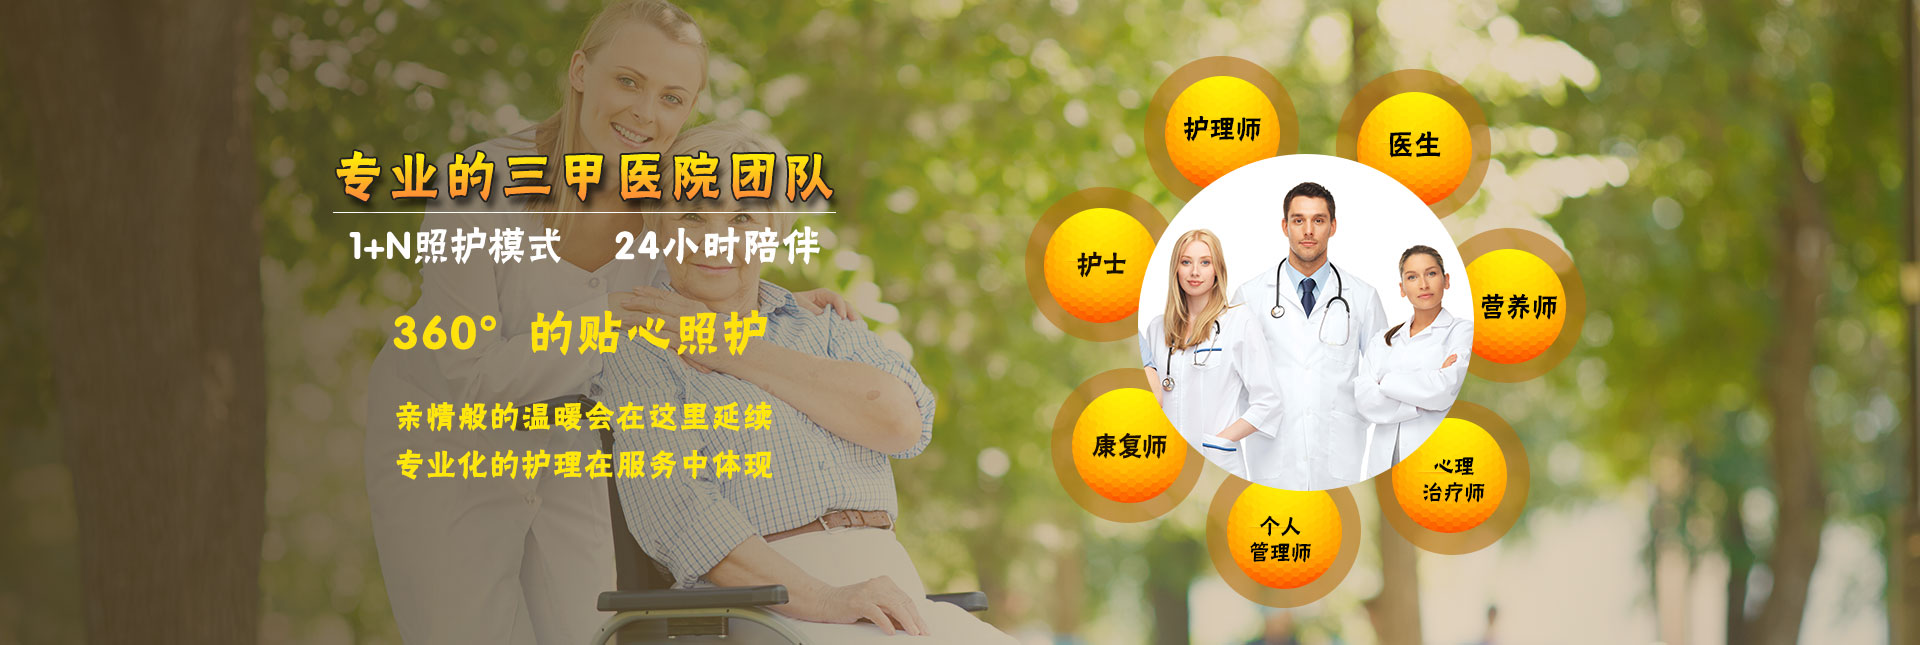 专业的三甲医院团队
1+N照护模式 24小时陪伴
360°的贴心照护
亲情般的温暖会在这里延续
专业化的护理在服务中体现
护理师
医生
护士
营养师
康复师
心理
治疗师
个人
管理师